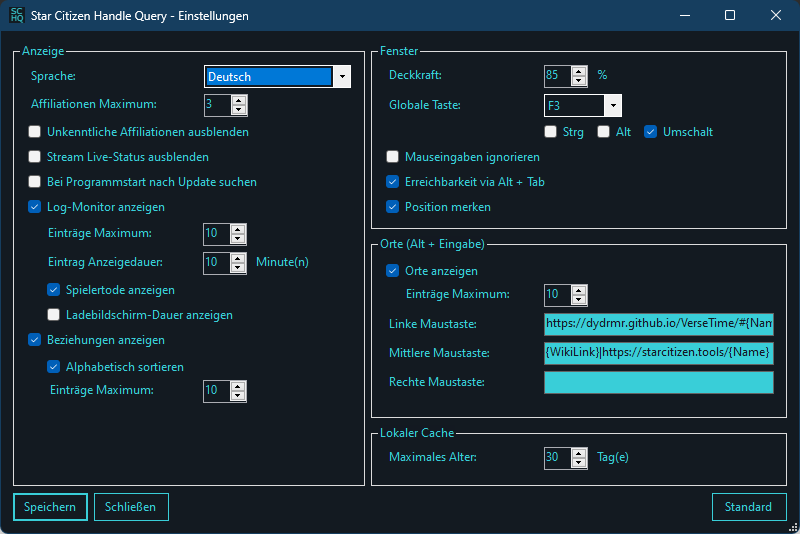 SC
HQ
Star Citizen Handle Query - Einstellungen
Anzeige
Sprache:
Deutsch
Affiliationen Maximum:
3
Unkenntliche Affiliationen ausblenden
Stream Live-Status ausblenden
Bei Programmstart nach Update suchen
Log-Monitor anzeigen
Einträge Maximum:
10
Eintrag Anzeigedauer:
10
Minute(n)
Spielertode anzeigen
Ladebildschirm-Dauer anzeigen
Beziehungen anzeigen
Alphabetisch sortieren
Einträge Maximum:
10
Fenster
Deckkraft:
85
%
Globale Taste:
F3
Strg
Alt
Umschalt
Mauseingaben ignorieren
Erreichbarkeit via Alt + Tab
Position merken
Orte (Alt + Eingabe)
Orte anzeigen
Einträge Maximum:
10
Linke Maustaste:
https://dydrmr.github.io/VerseTime/#{Nam
Mittlere Maustaste:
{WikiLink}|https://starcitizen.tools/{Name}
Rechte Maustaste:
Lokaler Cache
Maximales Alter:
30
Tag(e)
Speichern
Schließen
Standard